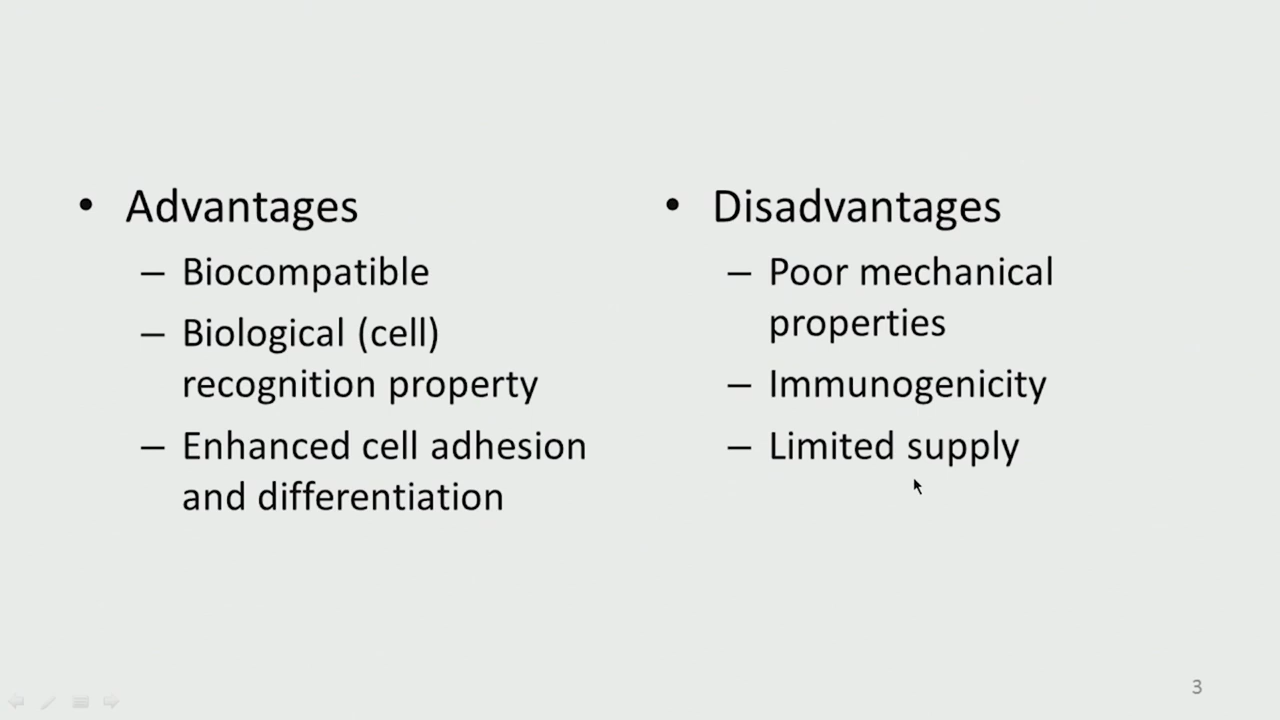 • Advantages
– Biocompatible
– Biological (cell)
recognition property
– Enhanced cell adhesion
and differentiation
• Disadvantages
– Poor mechanical
properties
– Immunogenicity
– Limited supply
3